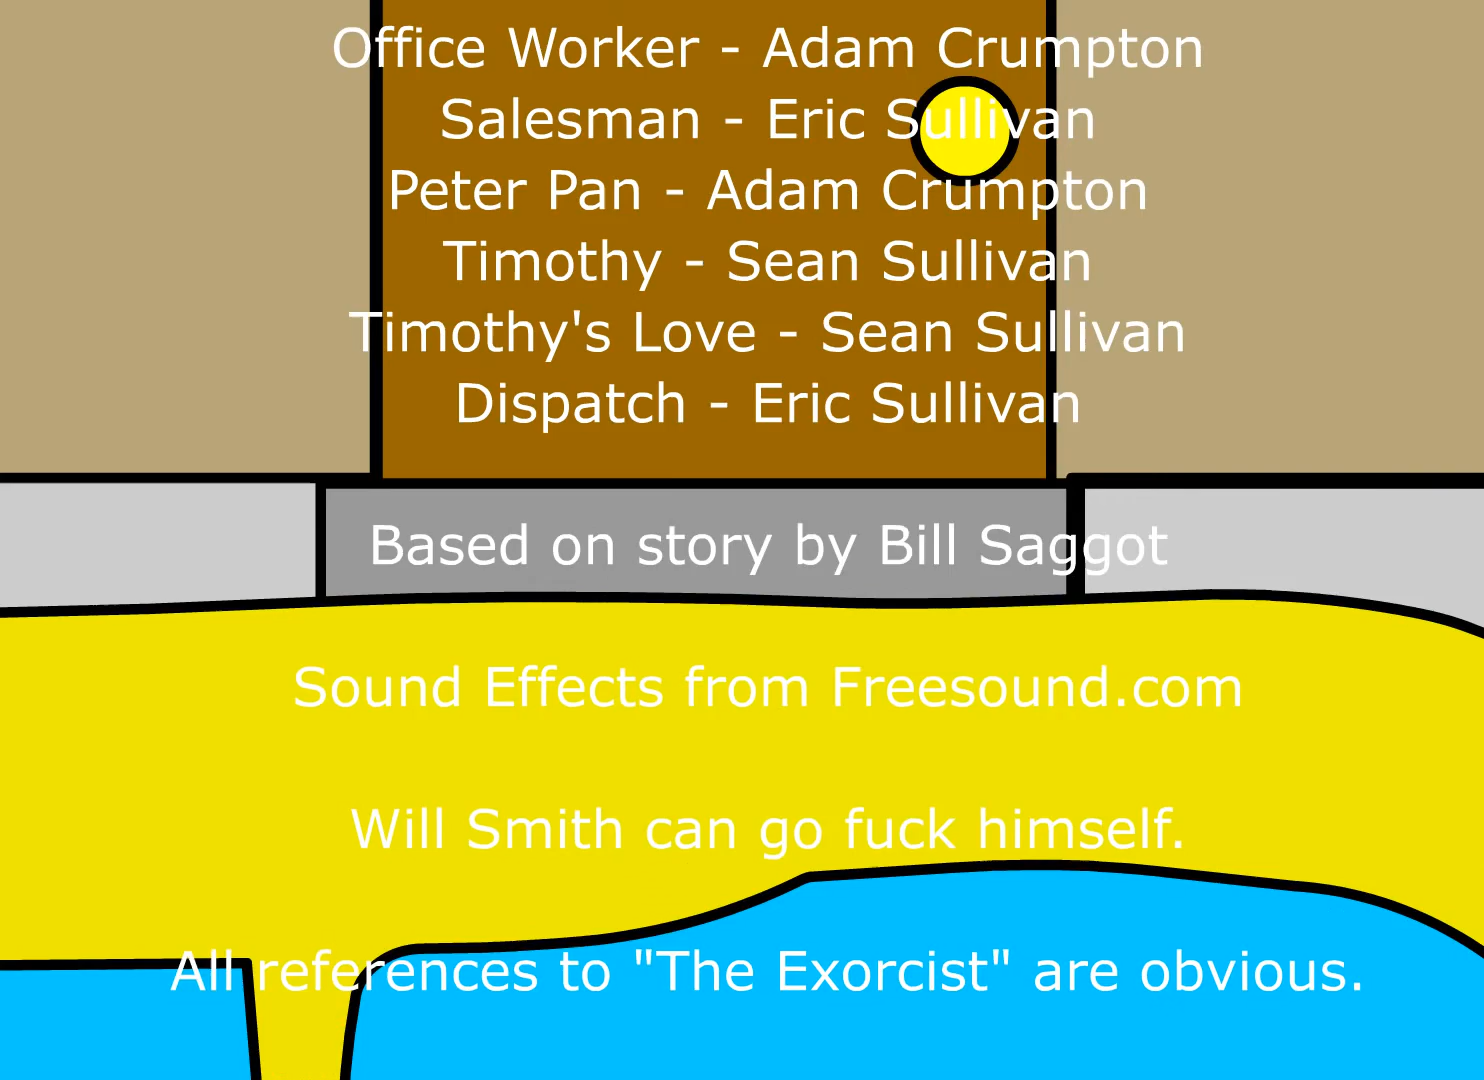 Office Worker - Adam Crumpton
Salesman - Eric Sullivan
Peter Pan - Adam Crumpton
Timothy - Sean Sullivan
Timothy's Love - Sean Sullivan
Dispatch - Eric Sullivan
Based on story by Bill Saggot
Sound Effects from Freesound.com
Will Smith can go fuck himself.
All references to "The Exorcist" are obvious.